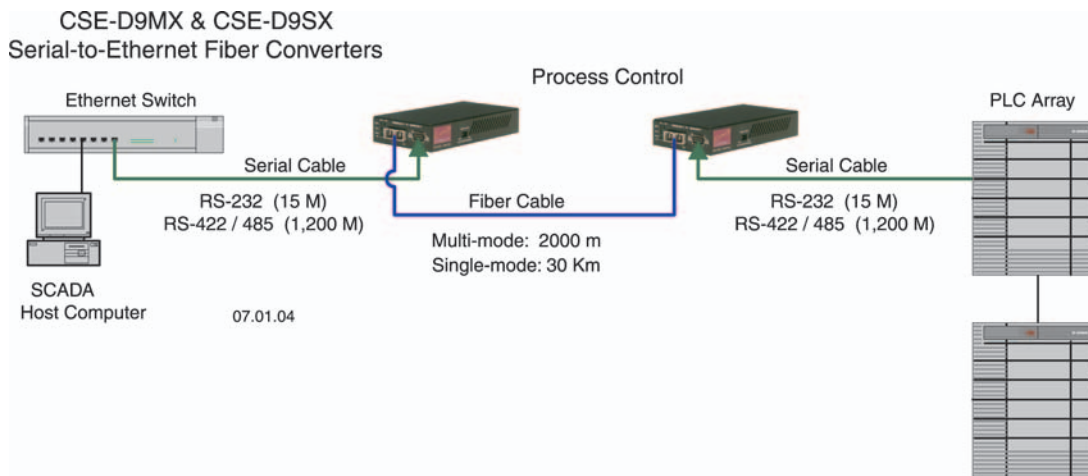 CSE-D9MX & CSE-D9SX
Serial-to-Ethernet Fiber Converters
Process Control
Ethernet Switch
PLC Array
Serial Cable
RS-232 (15 M)
RS-422 / 485 (1,200 M)
Fiber Cable
Multi-mode: 2000 m
Single-mode: 30 Km
Serial Cable
RS-232 (15 M)
RS-422 / 485 (1,200 M)
SCADA
Host Computer
07.01.04